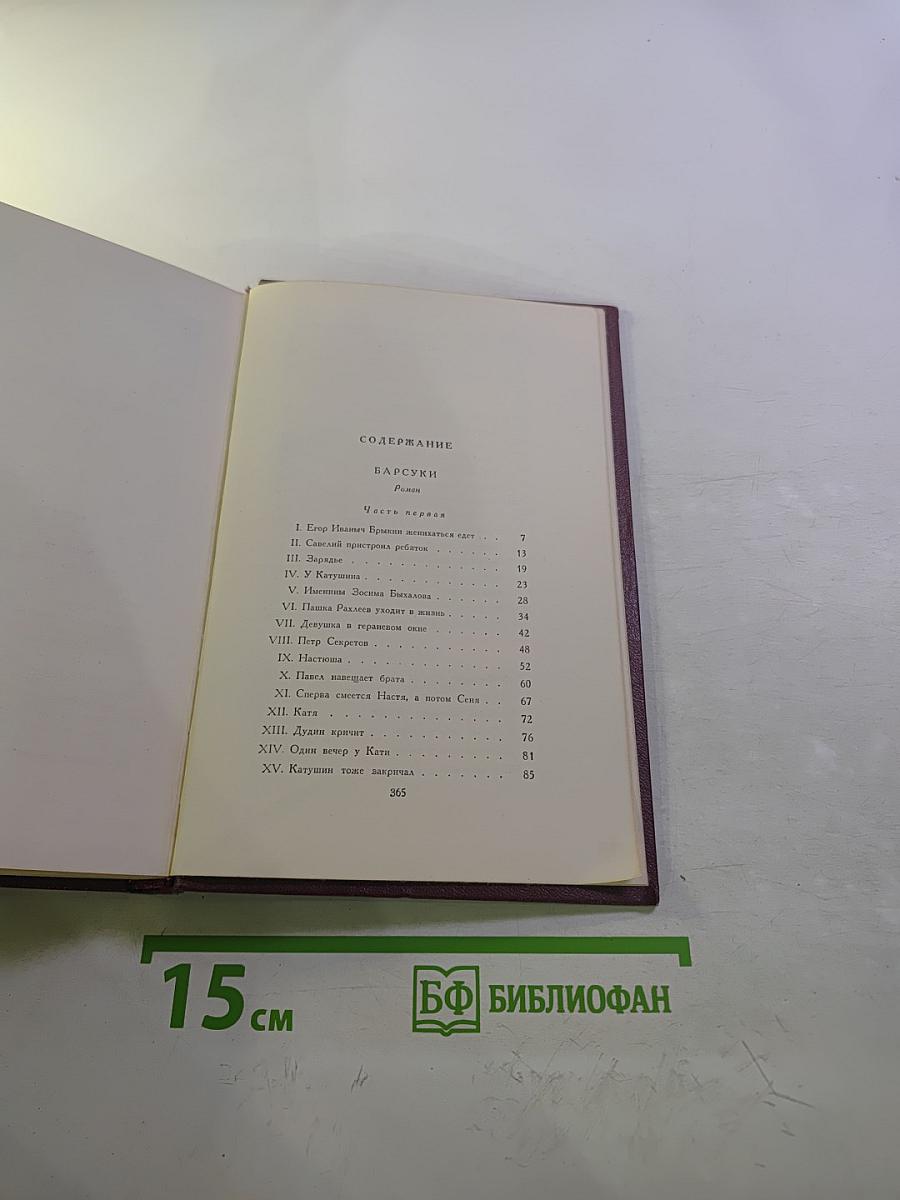 СОДЕРЖАНИЕ
БАРСУКИ
Роман
Часть первая
I. Егор Иваныч Брыкин женихаться едет . . 7
II. Савелий пристроил ребяток . . . . . . 13
III. Зарядье . . . . . . . . . . . . . 19
IV. У Катушина . . . . . . . . . . . . 23
V. Именины Зосима Быхалова . . . . . . 28
VI. Пашка Рахлеев уходит в жизнь . . . . 34
VII. Девушка в гераневом окне . . . . . . 42
VIII. Петр Секретов . . . . . . . . . . . 48
IX. Настюша . . . . . . . . . . . . . 52
X. Павел навещает брата . . . . . . . . 60
XI. Сперва смеется Настя, а потом Сеня . . 67
XII. Катя . . . . . . . . . . . . . . 72
XIII. Дудин кричит . . . . . . . . . . . 76
XIV. Один вечер у Кати . . . . . . . . . 81
XV. Катушин тоже закричал . . . . . . . 85
365
15 см
БФ БИБЛИОФАН